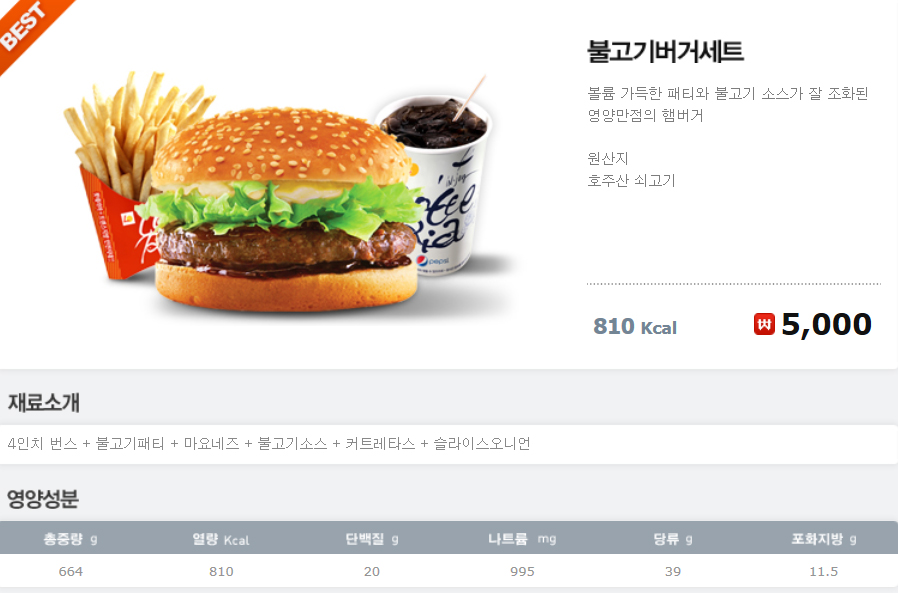 BEST
불고기버거세트
볼륨 가득한 패티와 불고기 소스가 잘 조화된
영양만점의 햄버거
원산지
호주산 쇠고기
pepsi
810 Kcal
₩ 5,000
재료소개
4인치 번스 + 불고기패티 + 마요네즈 + 불고기소스 + 커트레타스 + 슬라이스오니언
영양성분
총중량 g 열량 Kcal 단백질 g 나트륨 mg 당류 g 포화지방 g
664 810 20 995 39 11.5